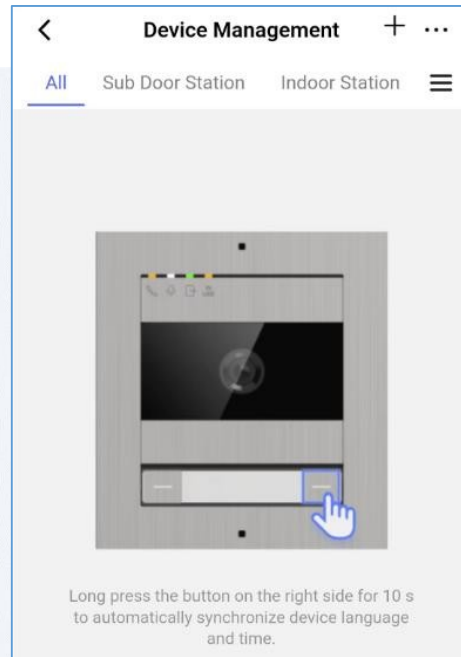 Device Management
All Sub Door Station Indoor Station
Long press the button on the right side for 10 s
to automatically synchronize device language
and time.